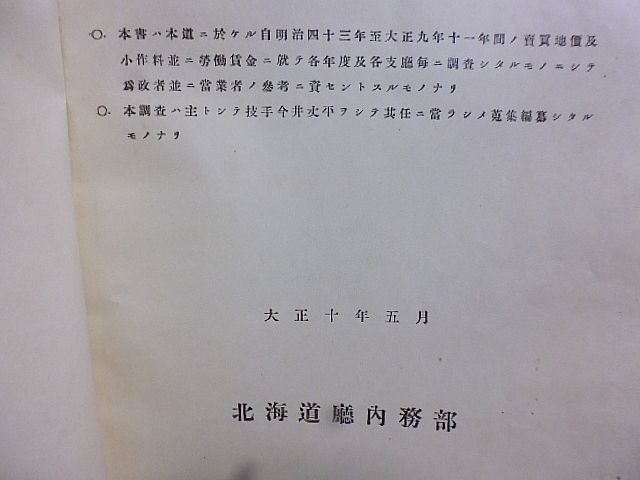 ○. 本書ハ本道ニ於ケル自明治四十三年至大正九年十一年間ノ賣買地價及
小作料並ニ勞働賃金ニ就テ各年度及各支廳每ニ調査シタルモノニシテ
爲政者並ニ當業者ノ參考ニ資セントスルモノナリ
○. 本調査ハ主トシテ技手今井丈平ヲシテ其任ニ當ラシメ蒐集編纂シタル
モノナリ
大正十年五月
北海道廳內務部